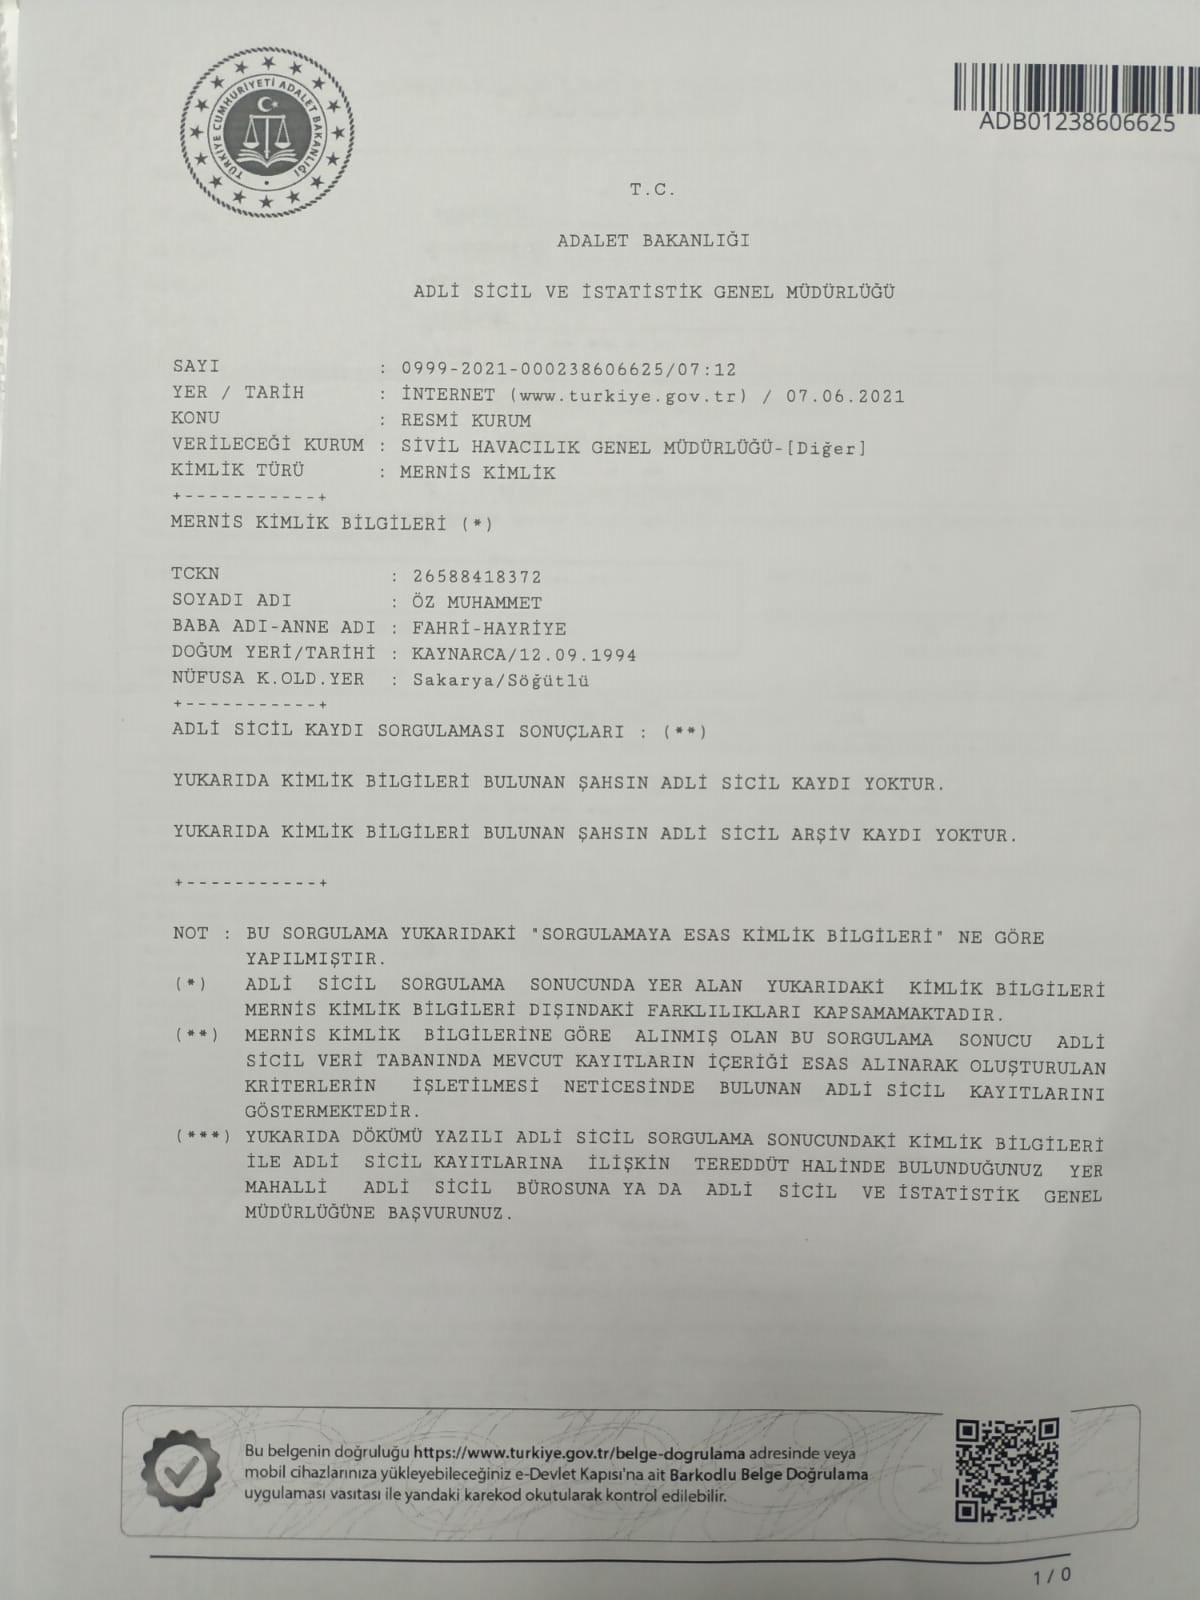 TÜRKİYE CUMHURİYETİ ADALET BAKANLIĞI
ADB01238606625
T.C.
ADALET BAKANLIĞI
ADLİ SİCİL VE İSTATİSTİK GENEL MÜDÜRLÜĞÜ
SAYI : 0999-2021-000238606625/07:12
YER / TARİH : İNTERNET (www.turkiye.gov.tr) / 07.06.2021
KONU : RESMİ KURUM
VERİLECEĞİ KURUM : SİVİL HAVACILIK GENEL MÜDÜRLÜĞÜ-[Diğer]
KİMLİK TÜRÜ : MERNİS KİMLİK
+-----------+
MERNİS KİMLİK BİLGİLERİ (*)
TCKN : 26588418372
SOYADI ADI : ÖZ MUHAMMET
BABA ADI-ANNE ADI : FAHRİ-HAYRİYE
DOĞUM YERİ/TARİHİ : KAYNARCA/12.09.1994
NÜFUSA K.OLD.YER : Sakarya/Söğütlü
+-----------+
ADLİ SİCİL KAYDI SORGULAMASI SONUÇLARI : (**)
YUKARIDA KİMLİK BİLGİLERİ BULUNAN ŞAHSIN ADLİ SİCİL KAYDI YOKTUR.
YUKARIDA KİMLİK BİLGİLERİ BULUNAN ŞAHSIN ADLİ SİCİL ARŞİV KAYDI YOKTUR.
+-----------+
NOT : BU SORGULAMA YUKARIDAKİ "SORGULAMAYA ESAS KİMLİK BİLGİLERİ" NE GÖRE
YAPILMIŞTIR.
(*) ADLİ SİCİL SORGULAMA SONUCUNDA YER ALAN YUKARIDAKİ KİMLİK BİLGİLERİ
MERNİS KİMLİK BİLGİLERİ DIŞINDAKİ FARKLILIKLARI KAPSAMAMAKTADIR.
(**) MERNİS KİMLİK BİLGİLERİNE GÖRE ALINMIŞ OLAN BU SORGULAMA SONUCU ADLİ
SİCİL VERİ TABANINDA MEVCUT KAYITLARIN İÇERİĞİ ESAS ALINARAK OLUŞTURULAN
KRİTERLERİN İŞLETİLMESİ NETİCESİNDE BULUNAN ADLİ SİCİL KAYITLARINI
GÖSTERMEKTEDİR.
(***) YUKARIDA DÖKÜMÜ YAZILI ADLİ SİCİL SORGULAMA SONUCUNDAKİ KİMLİK BİLGİLERİ
İLE ADLİ SİCİL KAYITLARINA İLİŞKİN TEREDDÜT HALİNDE BULUNDUĞUNUZ YER
MAHALLİ ADLİ SİCİL BÜROSUNA YA DA ADLİ SİCİL VE İSTATİSTİK GENEL
MÜDÜRLÜĞÜNE BAŞVURUNUZ.
Bu belgenin doğruluğu https://www.turkiye.gov.tr/belge-dogrulama adresinde veya
mobil cihazlarınıza yükleyebileceğiniz e-Devlet Kapısı'na ait Barkodlu Belge Doğrulama
uygulaması vasıtası ile yandaki karekod okutularak kontrol edilebilir.
1 / 0